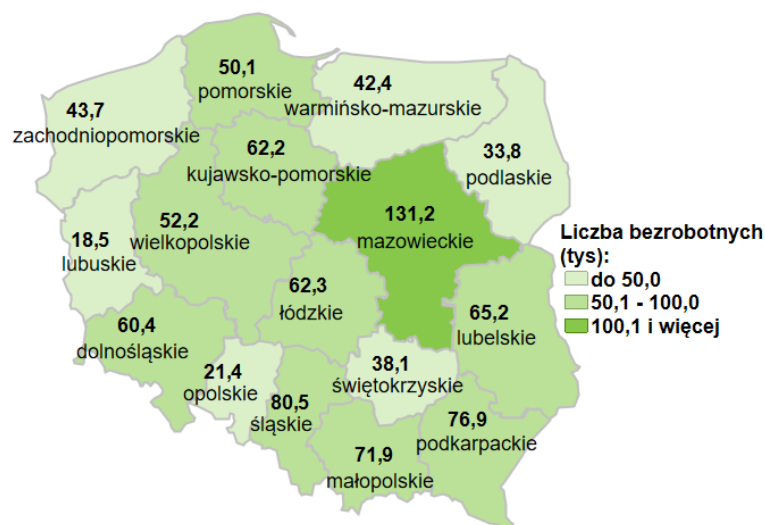 50,1
pomorskie
42,4
warmińsko-mazurskie
43,7
zachodniopomorskie
62,2
kujawsko-pomorskie
33,8
podlaskie
131,2
mazowieckie
52,2
wielkopolskie
18,5
lubuskie
Liczba bezrobotnych
(tys):
do 50,0
50,1 - 100,0
100,1 i więcej
62,3
łódzkie
65,2
lubelskie
60,4
dolnośląskie
21,4
opolskie
80,5
śląskie
38,1
świętokrzyskie
76,9
podkarpackie
71,9
małopolskie